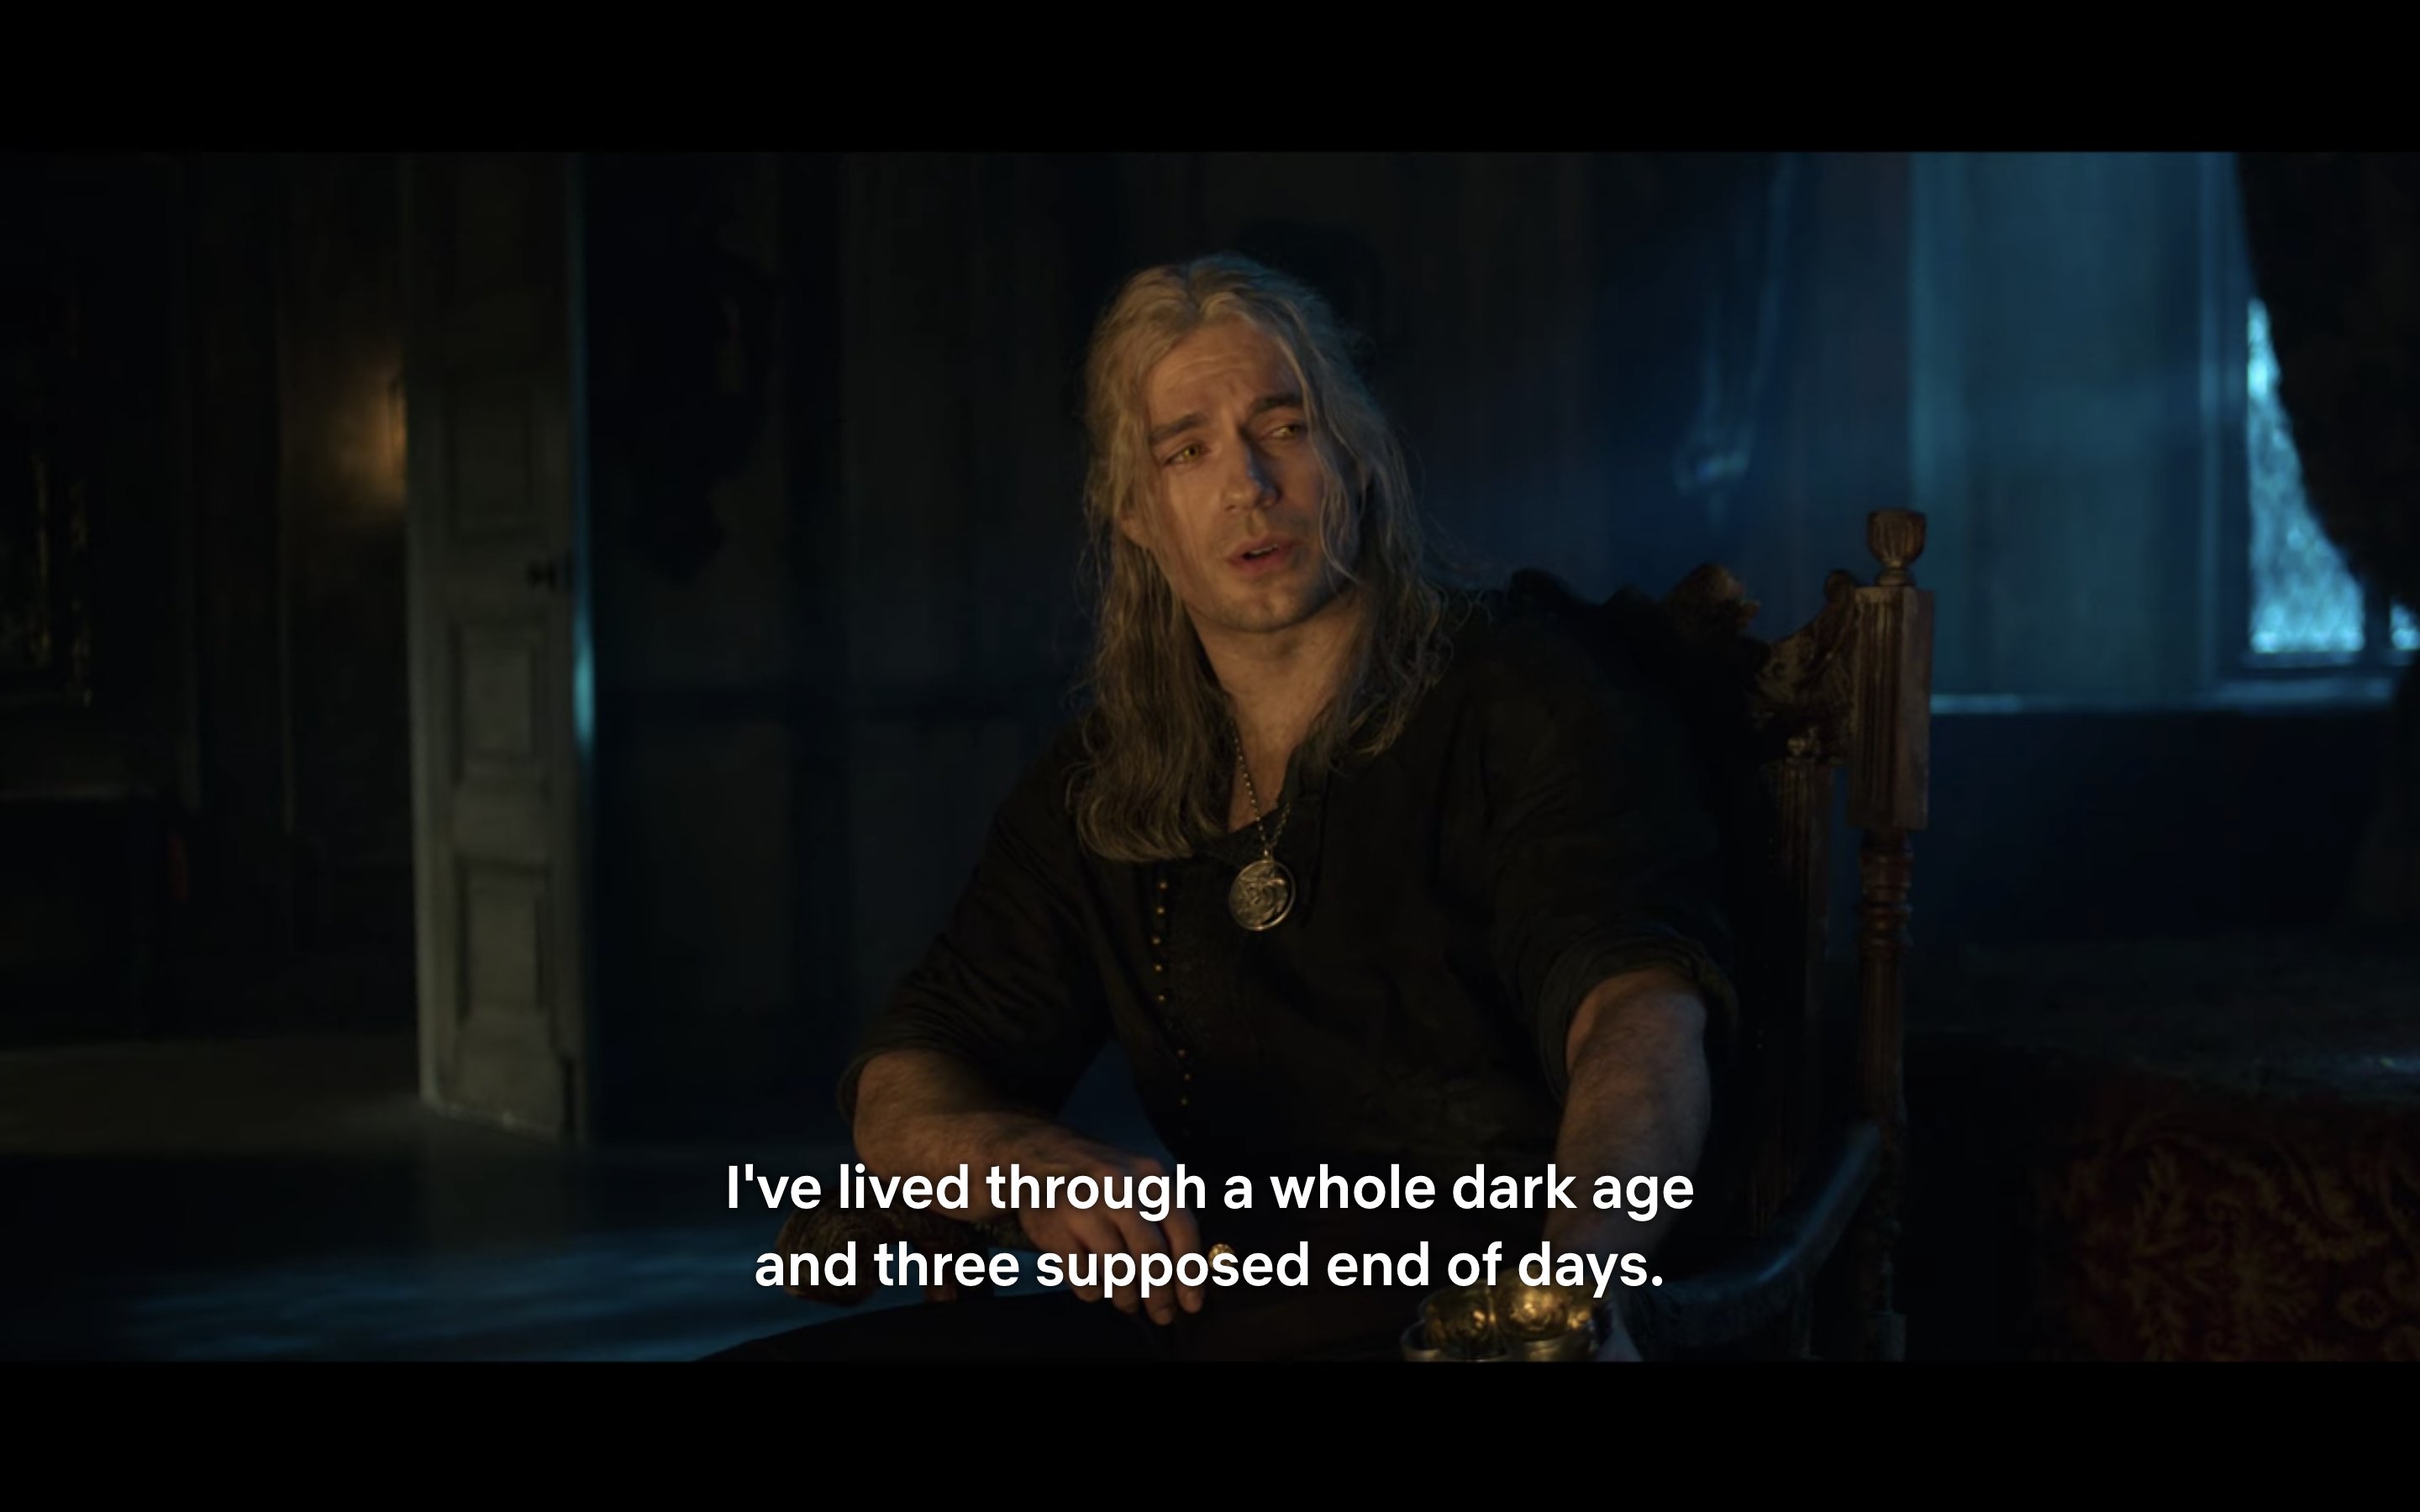 I've lived through a whole dark age
and three supposed end of days.